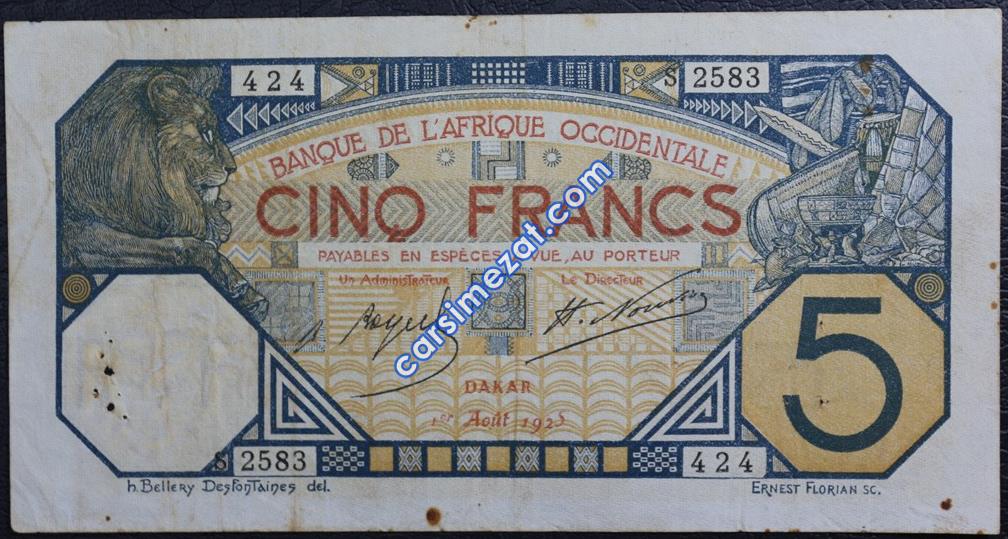 424
S 2583
BANQUE DE L'AFRIQUE OCCIDENTALE
CINQ FRANCS
PAYABLES EN ESPÈCES VUE, AU PORTEUR
Un Administrateur
Le Directeur
carsimezat.com
5
DAKAR
1er Août 1925
S 2583
424
h. Bellery Desfontaines del.
ERNEST FLORIAN SC.